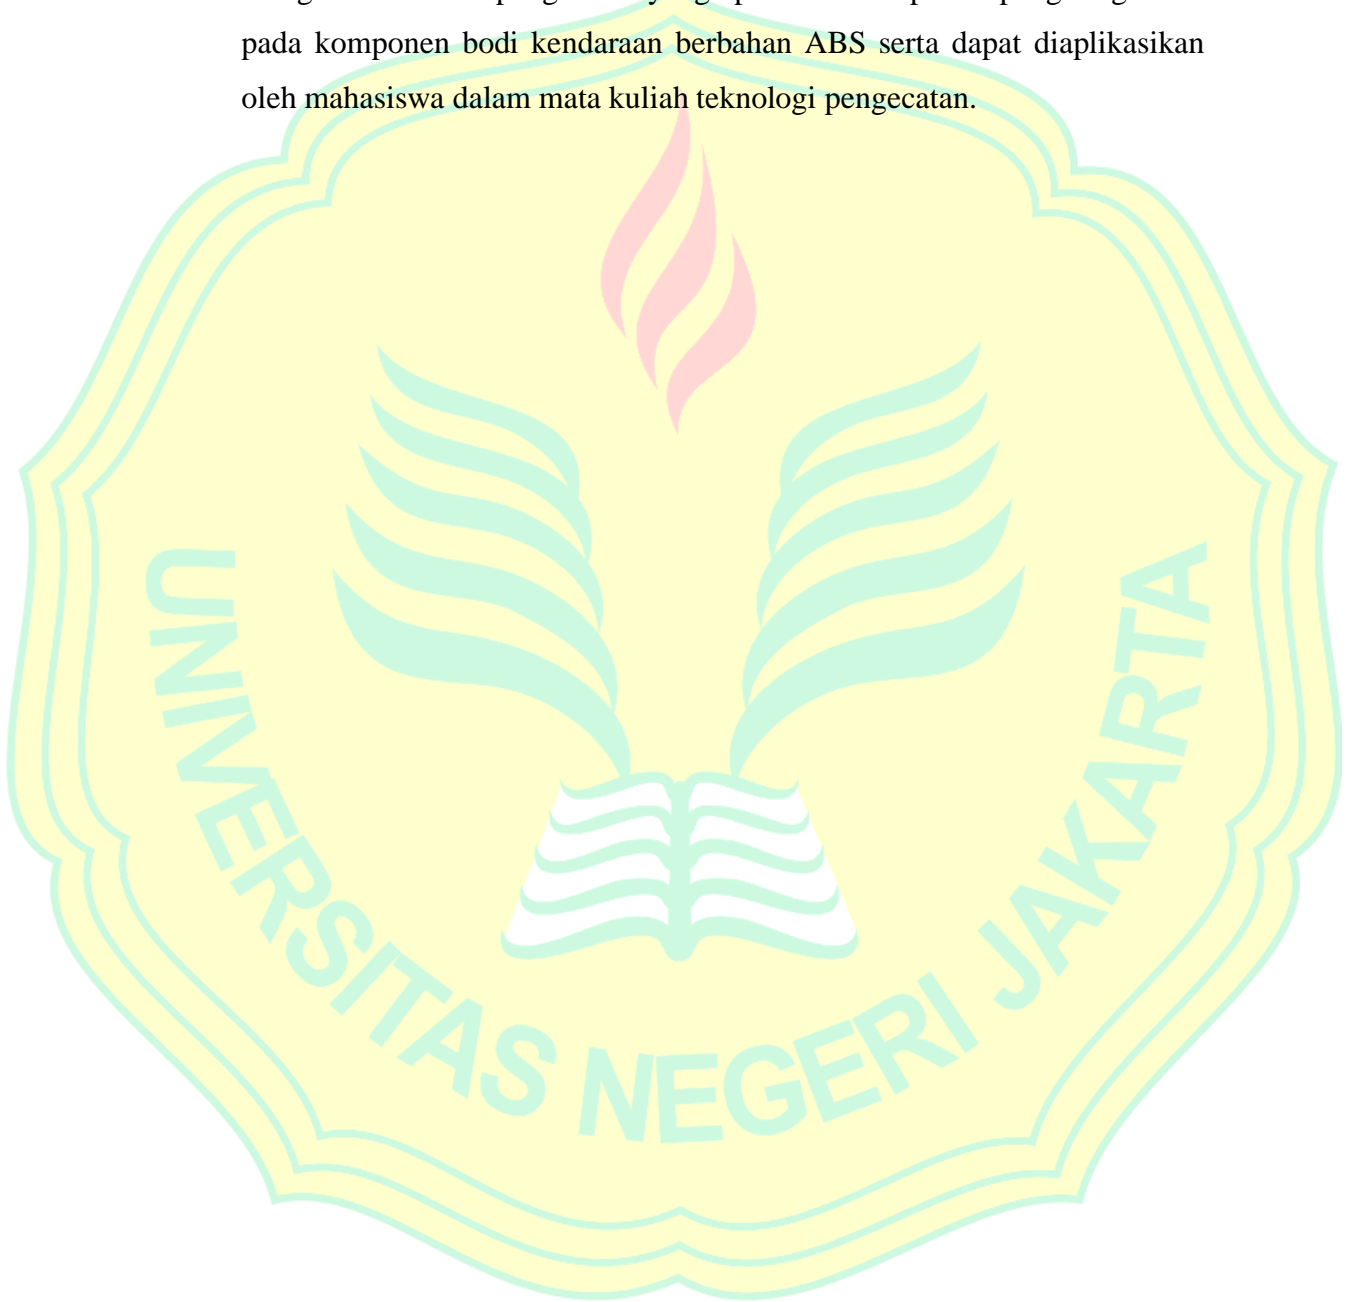 pada komponen bodi kendaraan berbahan ABS serta dapat diaplikasikan
oleh mahasiswa dalam mata kuliah teknologi pengecatan.
UNIVERSITAS NEGERI JAKARTA